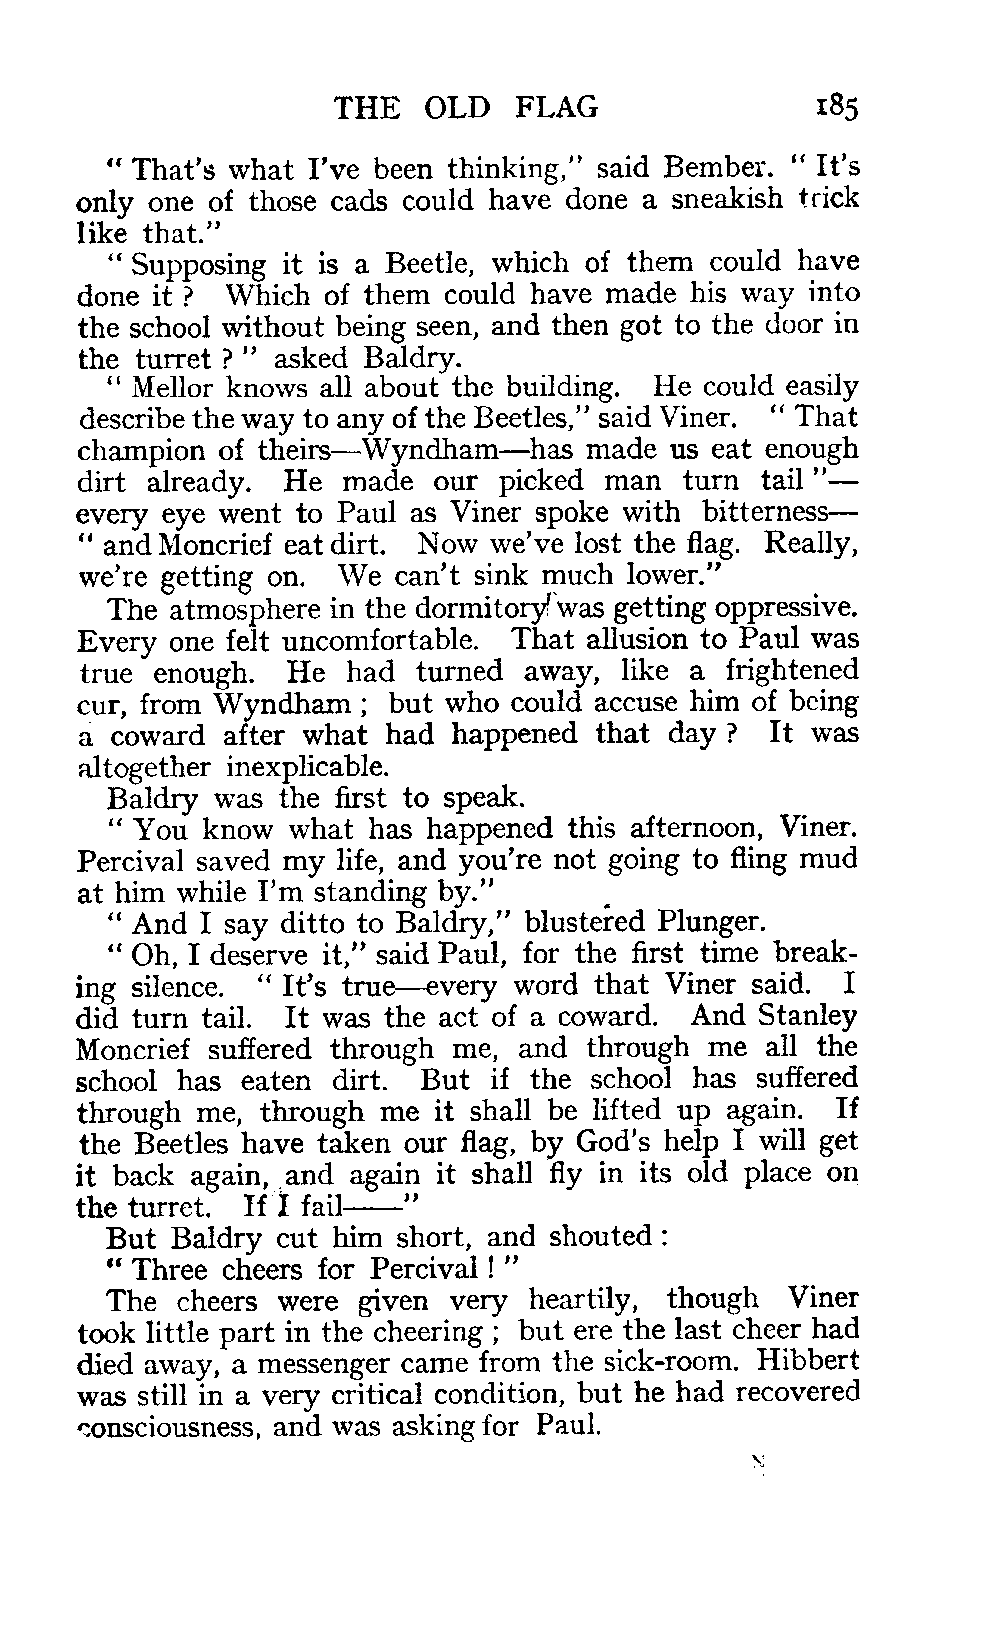 THE OLD FLAG 185
“ That’s what I’ve been thinking,” said Bember. “ It’s
only one of those cads could have done a sneakish trick
like that.”
“ Supposing it is a Beetle, which of them could have
done it ? Which of them could have made his way into
the school without being seen, and then got to the door in
the turret ? ” asked Baldry.
“ Mellor knows all about the building. He could easily
describe the way to any of the Beetles,” said Viner. “ That
champion of theirs—Wyndham—has made us eat enough
dirt already. He made our picked man turn tail ”—
every eye went to Paul as Viner spoke with bitterness—
“ and Moncrief eat dirt. Now we’ve lost the flag. Really,
we’re getting on. We can’t sink much lower.”
The atmosphere in the dormitory was getting oppressive.
Every one felt uncomfortable. That allusion to Paul was
true enough. He had turned away, like a frightened
cur, from Wyndham ; but who could accuse him of being
a coward after what had happened that day ? It was
altogether inexplicable.
Baldry was the first to speak.
“ You know what has happened this afternoon, Viner.
Percival saved my life, and you’re not going to fling mud
at him while I’m standing by.”
“ And I say ditto to Baldry,” blustered Plunger.
“ Oh, I deserve it,” said Paul, for the first time break-
ing silence. “ It’s true—every word that Viner said. I
did turn tail. It was the act of a coward. And Stanley
Moncrief suffered through me, and through me all the
school has eaten dirt. But if the school has suffered
through me, through me it shall be lifted up again. If
the Beetles have taken our flag, by God’s help I will get
it back again, and again it shall fly in its old place on
the turret. If I fail——”
But Baldry cut him short, and shouted :
“ Three cheers for Percival ! ”
The cheers were given very heartily, though Viner
took little part in the cheering ; but ere the last cheer had
died away, a messenger came from the sick-room. Hibbert
was still in a very critical condition, but he had recovered
consciousness, and was asking for Paul.